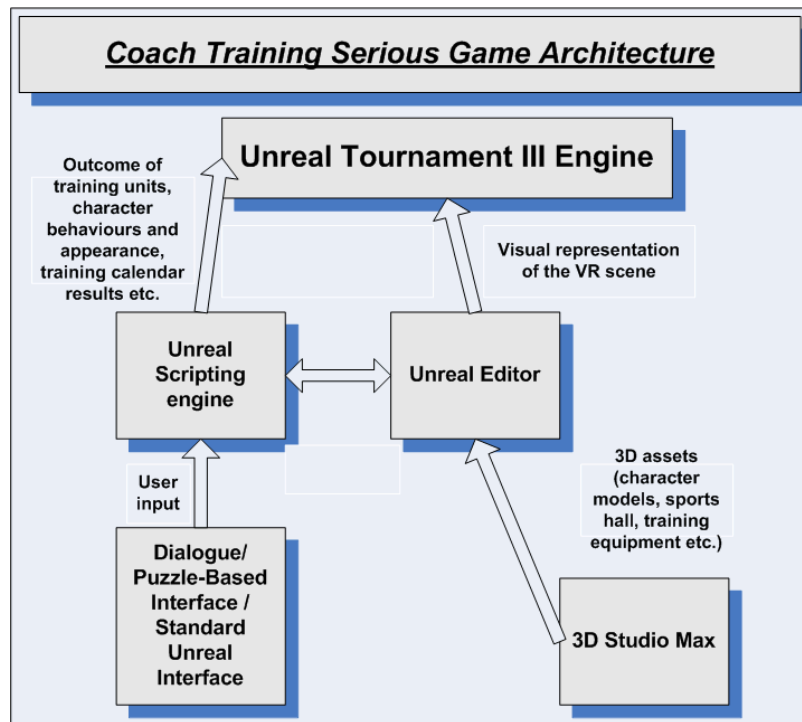 Coach Training Serious Game Architecture
Unreal Tournament III Engine
Outcome of
training units,
character
behaviours and
appearance,
training calendar
results etc.
Visual representation
of the VR scene
Unreal
Scripting
engine
Unreal Editor
User
input
3D assets
(character
models, sports
hall, training
equipment etc.)
Dialogue/
Puzzle-Based
Interface /
Standard
Unreal
Interface
3D Studio Max